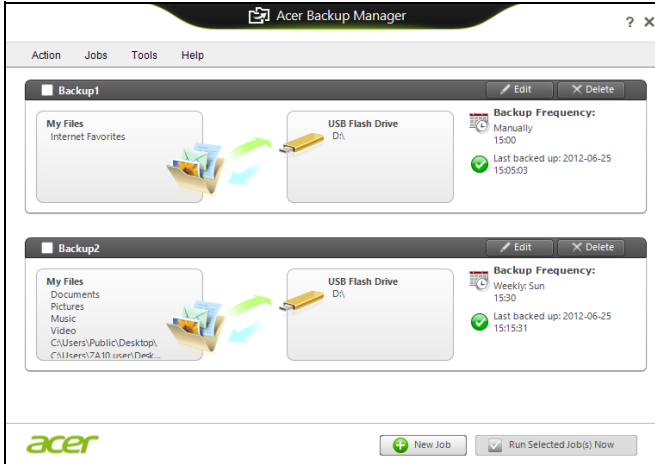 Acer Backup Manager
? X
Action Jobs Tools Help
Backup1
Edit
Delete
My Files
Internet Favorites
USB Flash Drive
D:\
Backup Frequency:
Manually
15:00
Last backed up: 2012-06-25
15:05:03
Backup2
Edit
Delete
My Files
Documents
Pictures
Music
Video
C:\Users\Public\Desktop\
C:\Users\ZA10 user\Desk...
USB Flash Drive
D:\
Backup Frequency:
Weekly: Sun
15:30
Last backed up: 2012-06-25
15:15:31
acer
New Job
Run Selected Job(s) Now